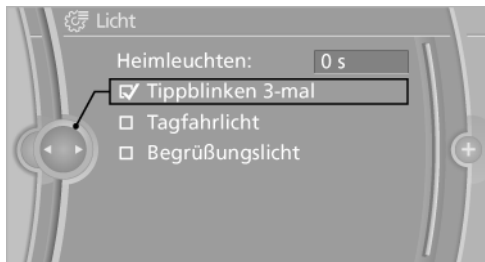 Licht
Heimleuchten: 0 s
Tippblinken 3-mal
Tagfahrlicht
Begrüßungslicht